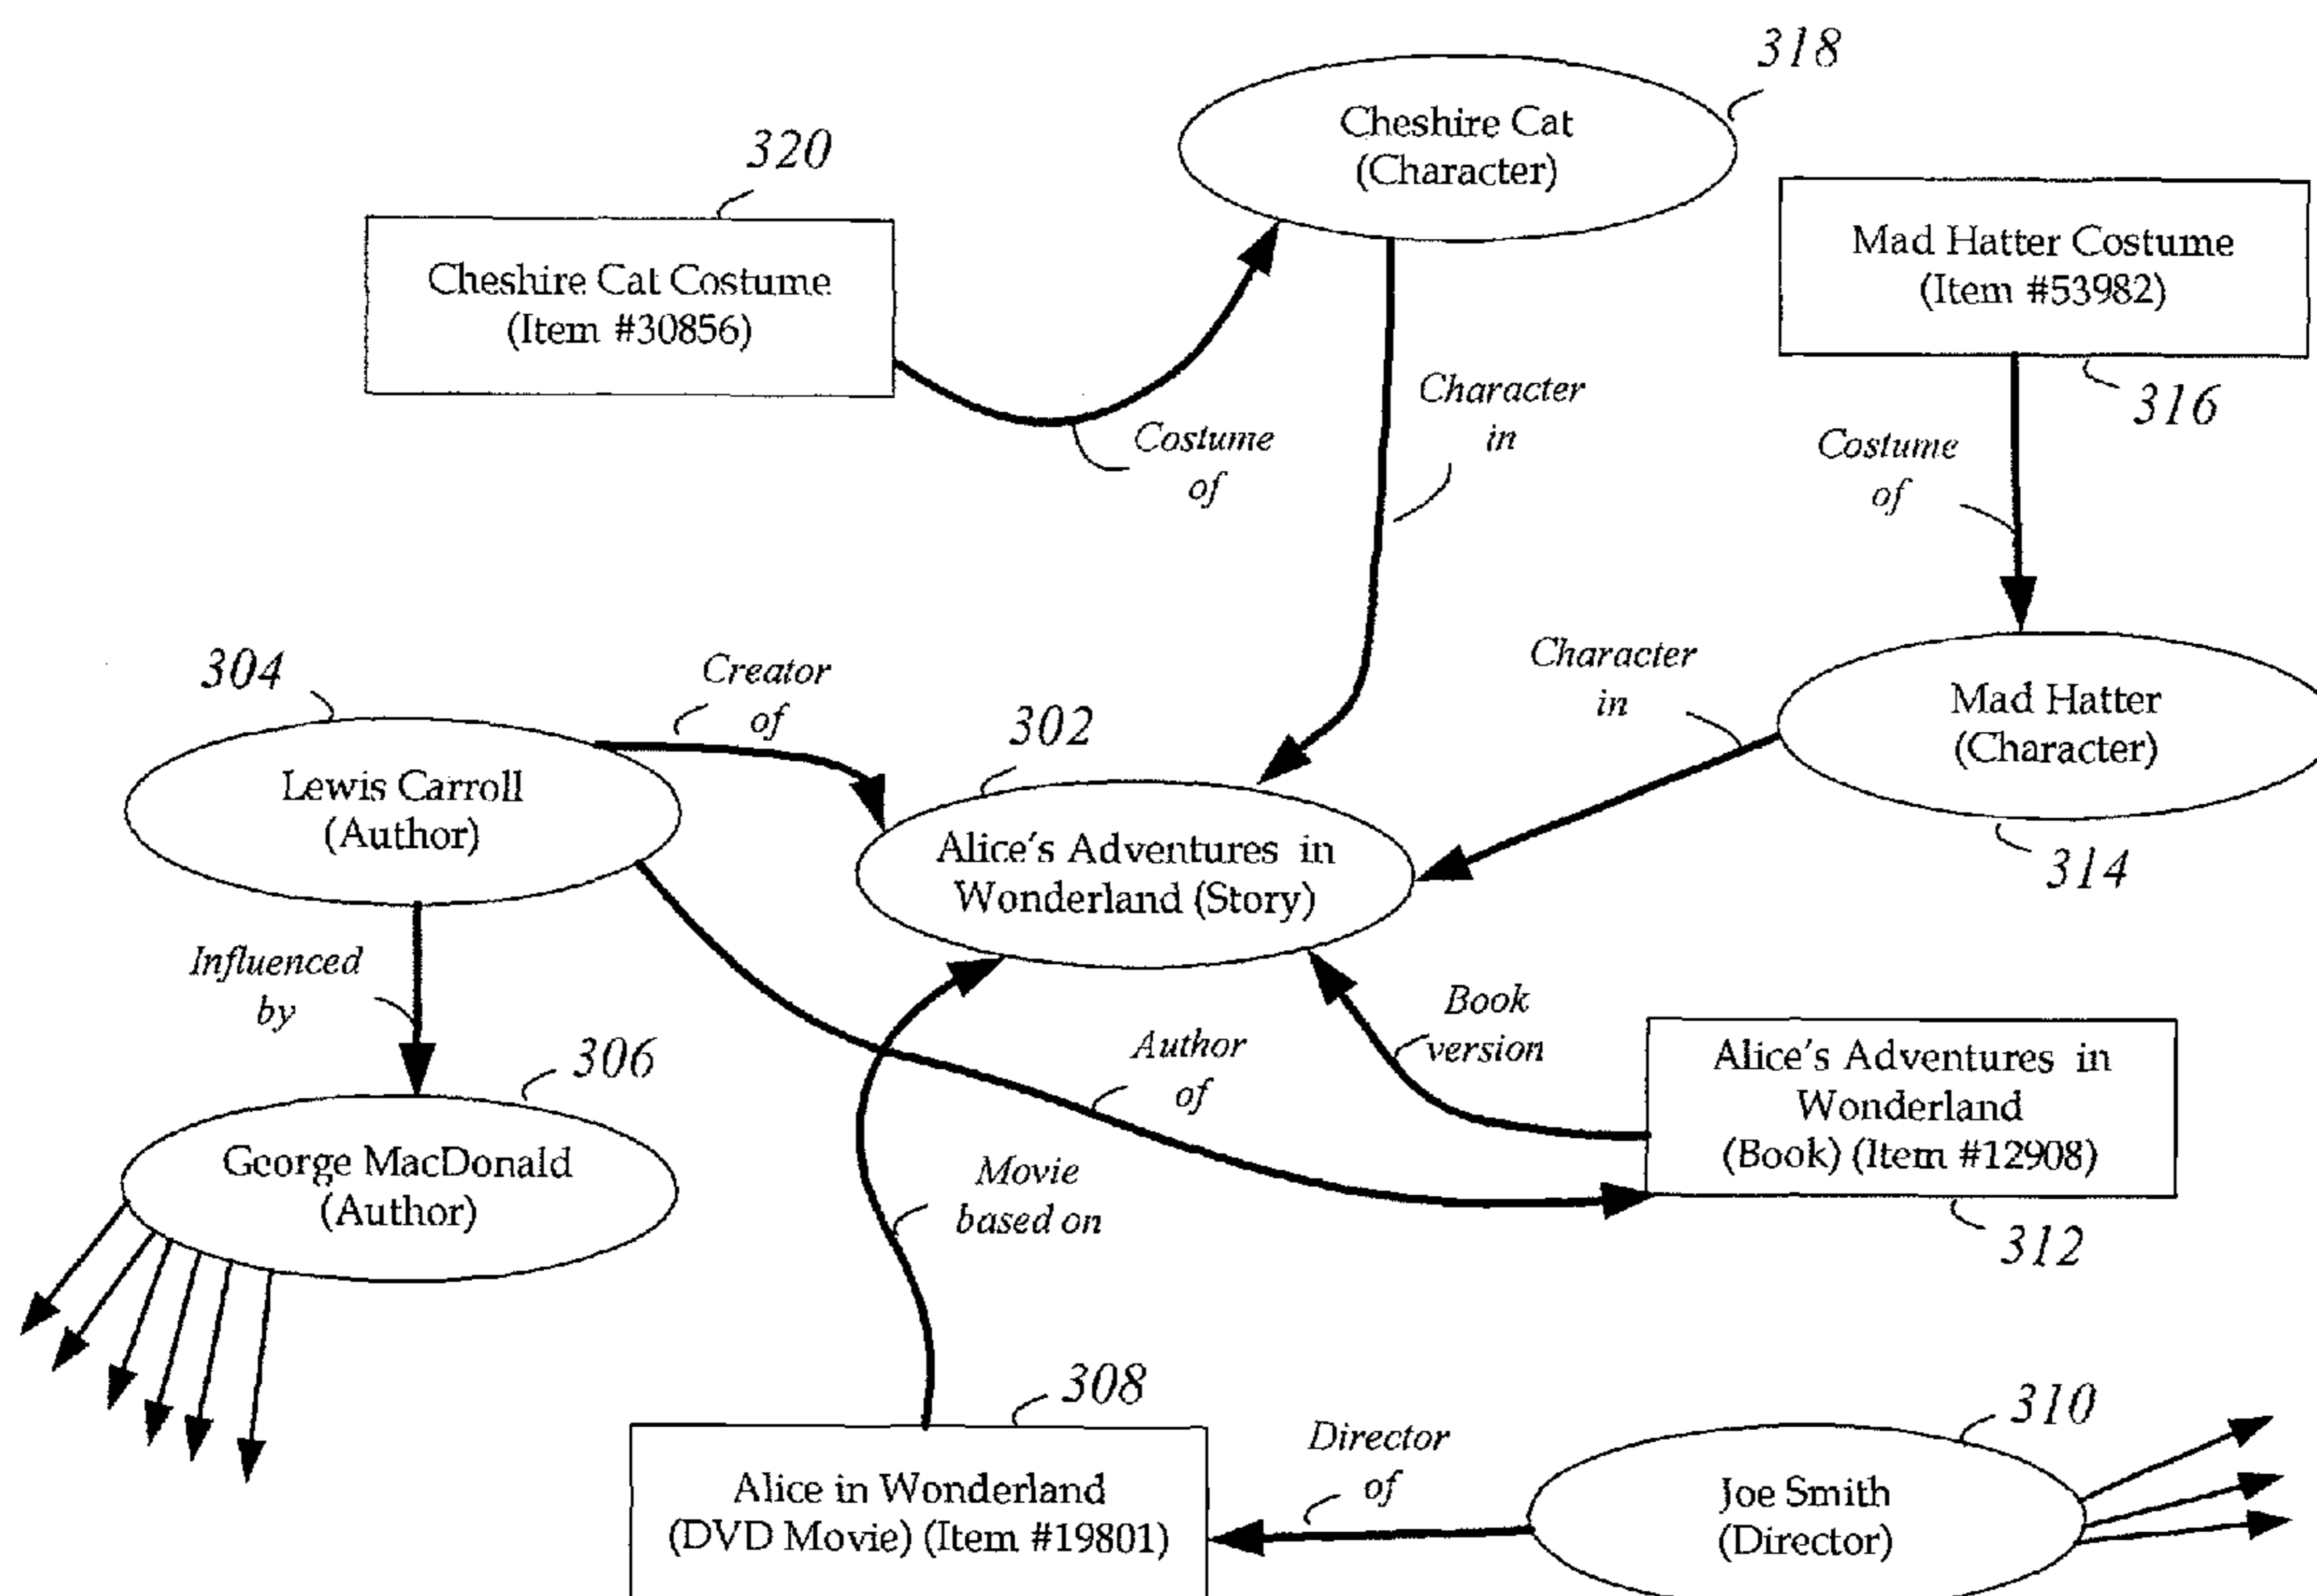 318
Cheshire Cat
(Character)
320
Cheshire Cat Costume
(Item #30856)
Mad Hatter Costume
(Item #53982)
316
Costume
of
Character
in
Costume
of
304
Creator
of
302
Character
in
Lewis Carroll
(Author)
Mad Hatter
(Character)
314
Alice's Adventures in
Wonderland (Story)
Influenced
by
306
Author
of
Book
version
Alice's Adventures in
Wonderland
(Book) (Item #12908)
312
George MacDonald
(Author)
Movie
based on
308
Director
of
310
Alice in Wonderland
(DVD Movie) (Item #19801)
Joe Smith
(Director)